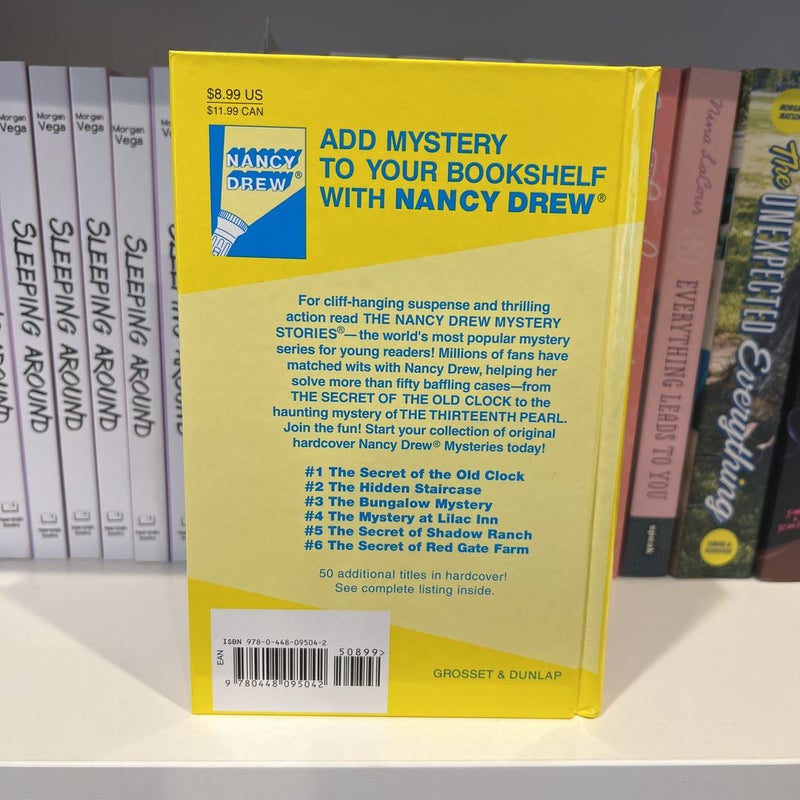 $8.99 US
$11.99 CAN
NANCY
DREW®
ADD MYSTERY
TO YOUR BOOKSHELF
WITH NANCY DREW®
For cliff-hanging suspense and thrilling
action read THE NANCY DREW MYSTERY
STORIES®—the world's most popular mystery
series for young readers! Millions of fans have
matched wits with Nancy Drew, helping her
solve more than fifty baffling cases—from
THE SECRET OF THE OLD CLOCK to the
haunting mystery of THE THIRTEENTH PEARL.
Join the fun! Start your collection of original
hardcover Nancy Drew® Mysteries today!
#1 The Secret of the Old Clock
#2 The Hidden Staircase
#3 The Bungalow Mystery
#4 The Mystery at Lilac Inn
#5 The Secret of Shadow Ranch
#6 The Secret of Red Gate Farm
50 additional titles in hardcover!
See complete listing inside.
ISBN 978-0-448-09504-2
50899>
EAN
9 780448 095042
GROSSET & DUNLAP
Morgan
Vega
SLEEPING AROUND
Morgan
Vega
SLEEPING AROUND
Morgan
Vega
SLEEPING AROUND
Morgan
Vega
SLEEPING AROUND
Nina LaCour
EVERYTHING LEADS TO YOU
speak
MORGAN
MATSON
The UNEXPECTED Everything